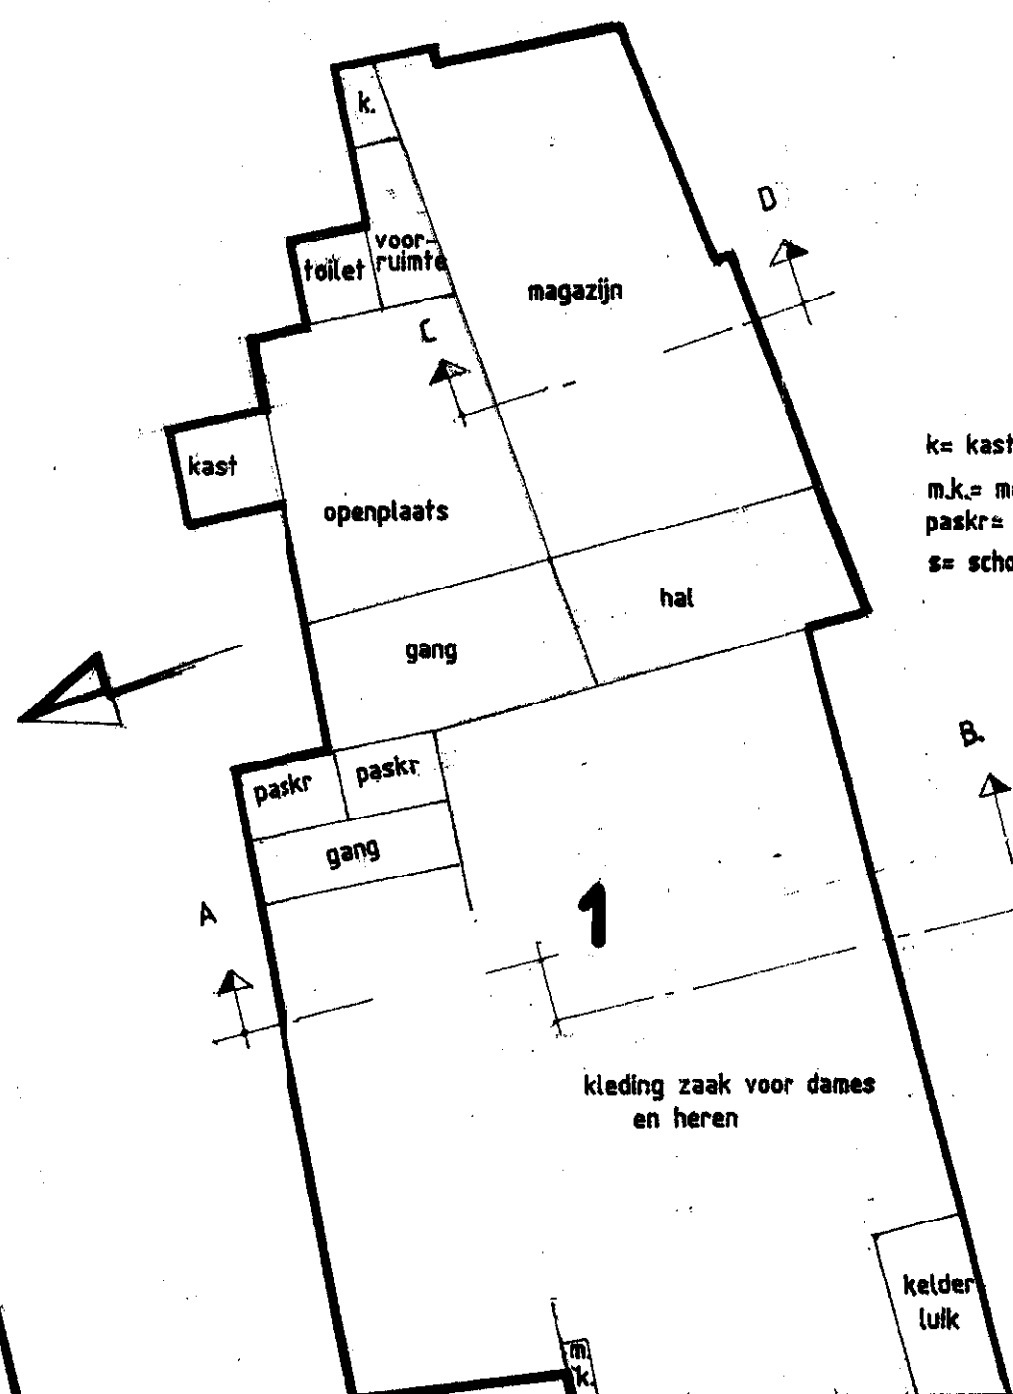 k.
voor-
ruimte
toilet
D
magazijn
C
kast
openplaats
k= kast
m.k.=
paskr=
s=
hal
gang
B.
paskr
paskr
gang
A
1
kleding zaak voor dames
en heren
kelder
luik
m.
k.